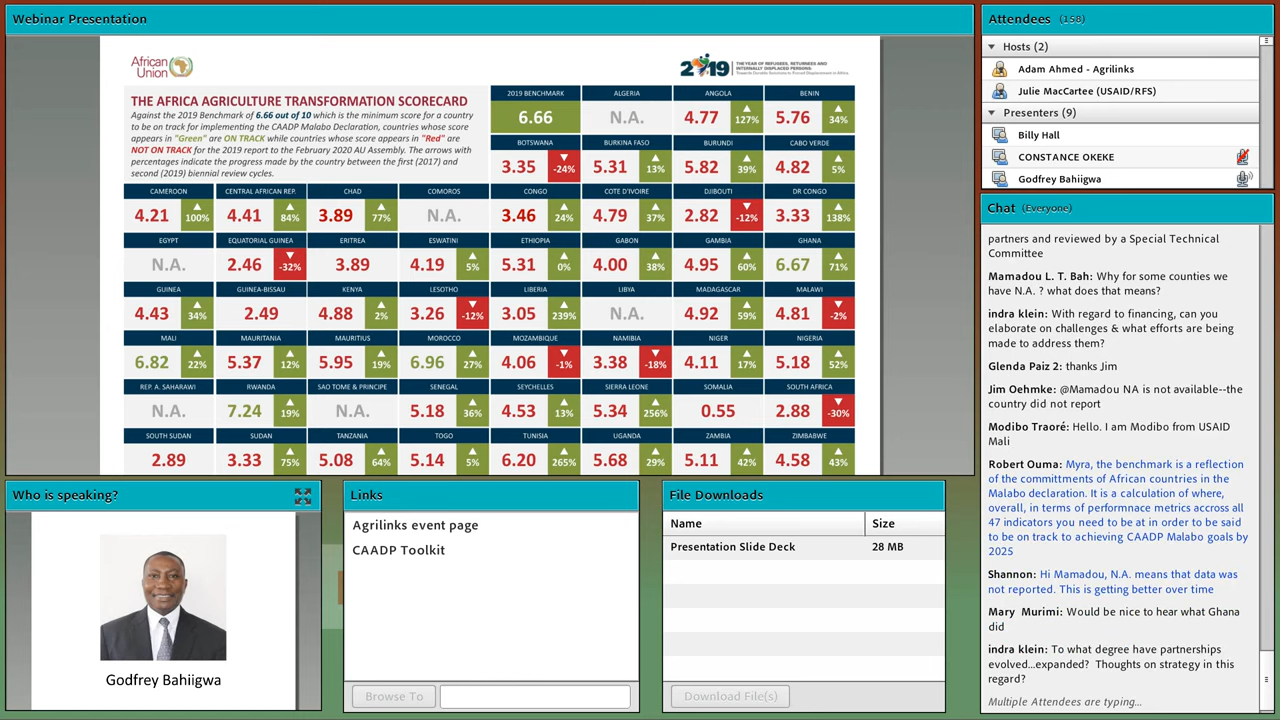 Webinar Presentation
African
Union
2019
THE YEAR OF REFUGEES, RETURNEES AND
INTERNALLY DISPLACED PERSONS:
Towards Durable Solutions to Forced Displacement in Africa.
THE AFRICA AGRICULTURE TRANSFORMATION SCORECARD
Against the 2019 Benchmark of 6.66 out of 10 which is the minimum score for a country
to be on track for implementing the CAADP Malabo Declaration, countries whose score
appears in "Green" are ON TRACK while countries whose score appears in "Red" are
NOT ON TRACK for the 2019 report to the February 2020 AU Assembly. The arrows with
percentages indicate the progress made by the country between the first (2017) and
second (2019) biennial review cycles.
2019 BENCHMARK ALGERIA ANGOLA BENIN
6.66 N.A. 4.77 127% 5.76 34%
BOTSWANA BURKINA FASO BURUNDI CABO VERDE
3.35 -24% 5.31 13% 5.82 39% 4.82 5%
CAMEROON CENTRAL AFRICAN REP. CHAD COMOROS CONGO COTE D'IVOIRE DJIBOUTI DR CONGO
4.21 100% 4.41 84% 3.89 77% N.A. 3.46 24% 4.79 37% 2.82 -12% 3.33 138%
EGYPT EQUATORIAL GUINEA ERITREA ESWATINI ETHIOPIA GABON GAMBIA GHANA
N.A. 2.46 -32% 3.89 4.19 5% 5.31 0% 4.00 38% 4.95 60% 6.67 71%
GUINEA GUINEA-BISSAU KENYA LESOTHO LIBERIA LIBYA MADAGASCAR MALAWI
4.43 34% 2.49 4.88 2% 3.26 -12% 3.05 239% N.A. 4.92 59% 4.81 -2%
MALI MAURITANIA MAURITIUS MOROCCO MOZAMBIQUE NAMIBIA NIGER NIGERIA
6.82 22% 5.37 12% 5.95 19% 6.96 27% 4.06 -1% 3.38 -18% 4.11 17% 5.18 52%
REP. A. SAHARAWI RWANDA SAO TOME & PRINCIPE SENEGAL SEYCHELLES SIERRA LEONE SOMALIA SOUTH AFRICA
N.A. 7.24 19% N.A. 5.18 36% 4.53 13% 5.34 256% 0.55 2.88 -30%
SOUTH SUDAN SUDAN TANZANIA TOGO TUNISIA UGANDA ZAMBIA ZIMBABWE
2.89 3.33 75% 5.08 64% 5.14 5% 6.20 265% 5.68 29% 5.11 42% 4.58 43%
Who is speaking?
Godfrey Bahiigwa
Links
Agrilinks event page
CAADP Toolkit
Browse To
File Downloads
Name Size
Presentation Slide Deck 28 MB
Download File(s)
Attendees (158)
Hosts (2)
Adam Ahmed - Agrilinks
Julie MacCartee (USAID/RFS)
Presenters (9)
Billy Hall
CONSTANCE OKEKE
Godfrey Bahiigwa
Chat (Everyone)
partners and reviewed by a Special Technical
Committee
Mamadou L. T. Bah: Why for some counties we
have N.A. ? what does that means?
indra klein: With regard to financing, can you
elaborate on challenges & what efforts are being
made to address them?
Glenda Paiz 2: thanks Jim
Jim Oehmke: @Mamadou NA is not available--the
country did not report
Modibo Traoré: Hello. I am Modibo from USAID
Mali
Robert Ouma: Myra, the benchmark is a reflection
of the committments of African countries in the
Malabo declaration. It is a calculation of where,
overall, in terms of performnace metrics accross all
47 indicators you need to be at in order to be said
to be on track to achieving CAADP Malabo goals by
2025
Shannon: Hi Mamadou, N.A. means that data was
not reported. This is getting better over time
Mary Murimi: Would be nice to hear what Ghana
did
indra klein: To what degree have partnerships
evolved...expanded? Thoughts on strategy in this
regard?
Multiple Attendees are typing...